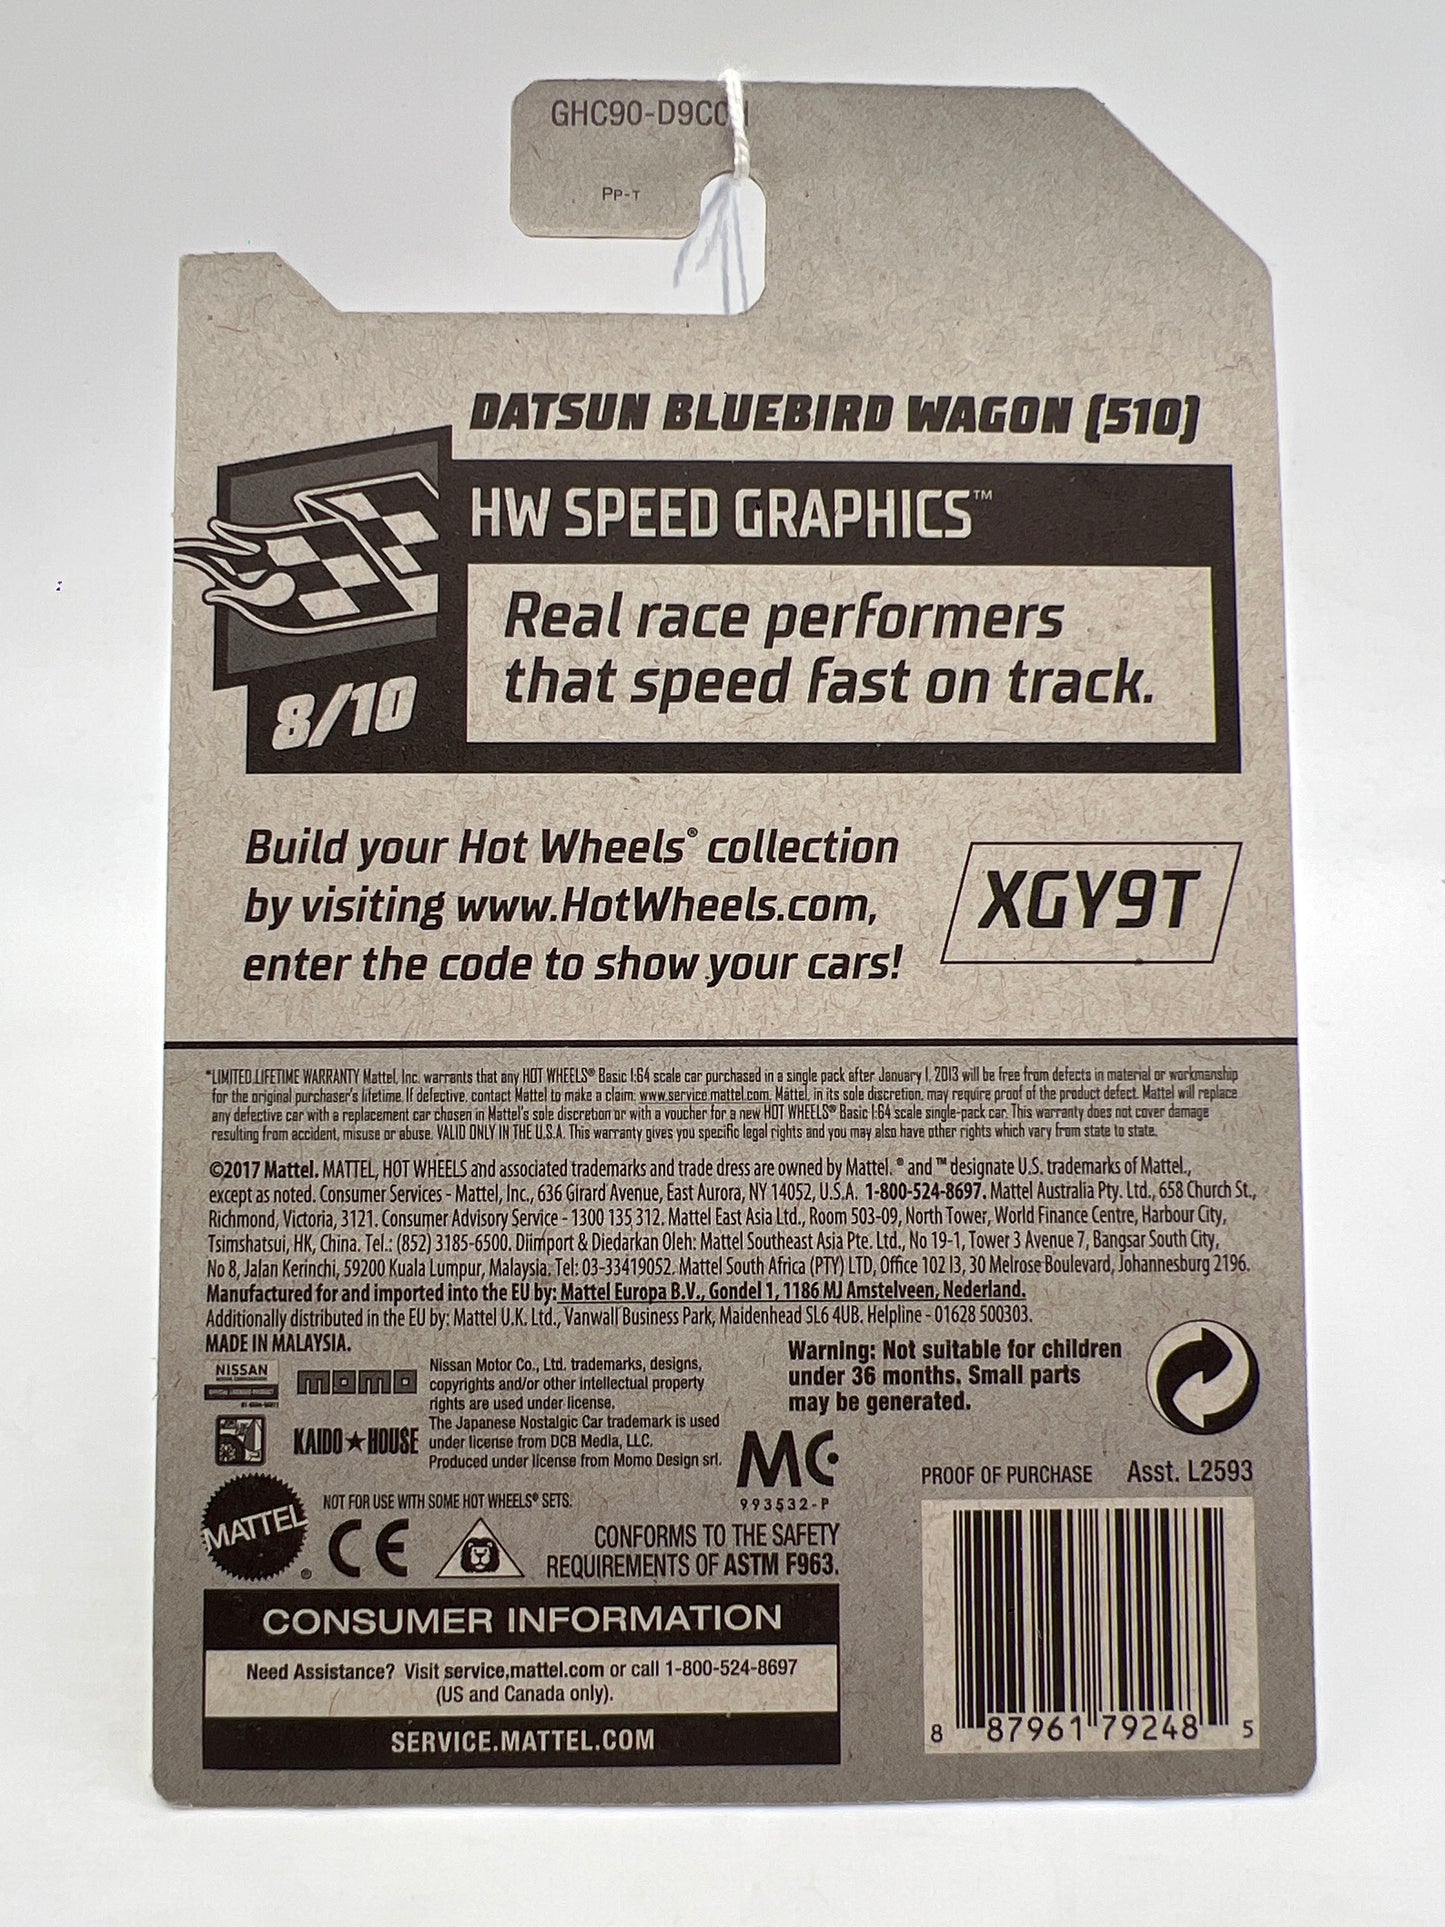 GHC90-D9C0
PP-T
DATSUN BLUEBIRD WAGON (510)
HW SPEED GRAPHICS™
Real race performers
that speed fast on track.
8/10
Build your Hot Wheels® collection
by visiting www.HotWheels.com,
enter the code to show your cars!
XGY9T
*LIMITED LIFETIME WARRANTY Mattel, Inc. warrants that any HOT WHEELS® Basic 1:64 scale car purchased in a single pack after January 1, 2013 will be free from defects in material or workmanship
for the original purchaser's lifetime. If defective, contact Mattel to make a claim: www.service.mattel.com. Mattel, in its sole discretion, may require proof of the product defect. Mattel will replace
any defective car with a replacement car chosen in Mattel's sole discretion or with a voucher for a new HOT WHEELS® Basic 1:64 scale single-pack car. This warranty does not cover damage
resulting from accident, misuse or abuse. VALID ONLY IN THE U.S.A. This warranty gives you specific legal rights and you may also have other rights which vary from state to state.
©2017 Mattel. MATTEL, HOT WHEELS and associated trademarks and trade dress are owned by Mattel. ® and ™ designate U.S. trademarks of Mattel.,
except as noted. Consumer Services - Mattel, Inc., 636 Girard Avenue, East Aurora, NY 14052, U.S.A. 1-800-524-8697. Mattel Australia Pty. Ltd., 658 Church St.,
Richmond, Victoria, 3121. Consumer Advisory Service - 1300 135 312. Mattel East Asia Ltd., Room 503-09, North Tower, World Finance Centre, Harbour City,
Tsimshatsui, HK, China. Tel.: (852) 3185-6500. Diimport & Diedarkan Oleh: Mattel Southeast Asia Pte. Ltd., No 19-1, Tower 3 Avenue 7, Bangsar South City,
No 8, Jalan Kerinchi, 59200 Kuala Lumpur, Malaysia. Tel: 03-33419052. Mattel South Africa (PTY) LTD, Office 102 I3, 30 Melrose Boulevard, Johannesburg 2196.
Manufactured for and imported into the EU by: Mattel Europa B.V., Gondel 1, 1186 MJ Amstelveen, Nederland.
Additionally distributed in the EU by: Mattel U.K. Ltd., Vanwall Business Park, Maidenhead SL6 4UB. Helpline - 01628 500303.
MADE IN MALAYSIA.
NISSAN
momo
Nissan Motor Co., Ltd. trademarks, designs,
copyrights and/or other intellectual property
rights are used under license.
KAIDO★HOUSE
The Japanese Nostalgic Car trademark is used
under license from DCB Media, LLC.
Produced under license from Momo Design srl.
Warning: Not suitable for children
under 36 months. Small parts
may be generated.
MC
993532-P
PROOF OF PURCHASE Asst. L2593
MATTEL®
NOT FOR USE WITH SOME HOT WHEELS® SETS.
CE
CONFORMS TO THE SAFETY
REQUIREMENTS OF ASTM F963.
CONSUMER INFORMATION
Need Assistance? Visit service.mattel.com or call 1-800-524-8697
(US and Canada only).
SERVICE.MATTEL.COM
8 87961 79248 5